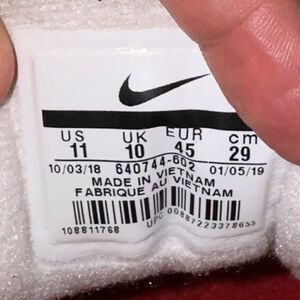 US UK EUR cm
11 10 45 29
10/03/18 640744-602 01/05/19
MADE IN VIETNAM
FABRIQUE AU VIETNAM
108811768
UPC 00887223378655